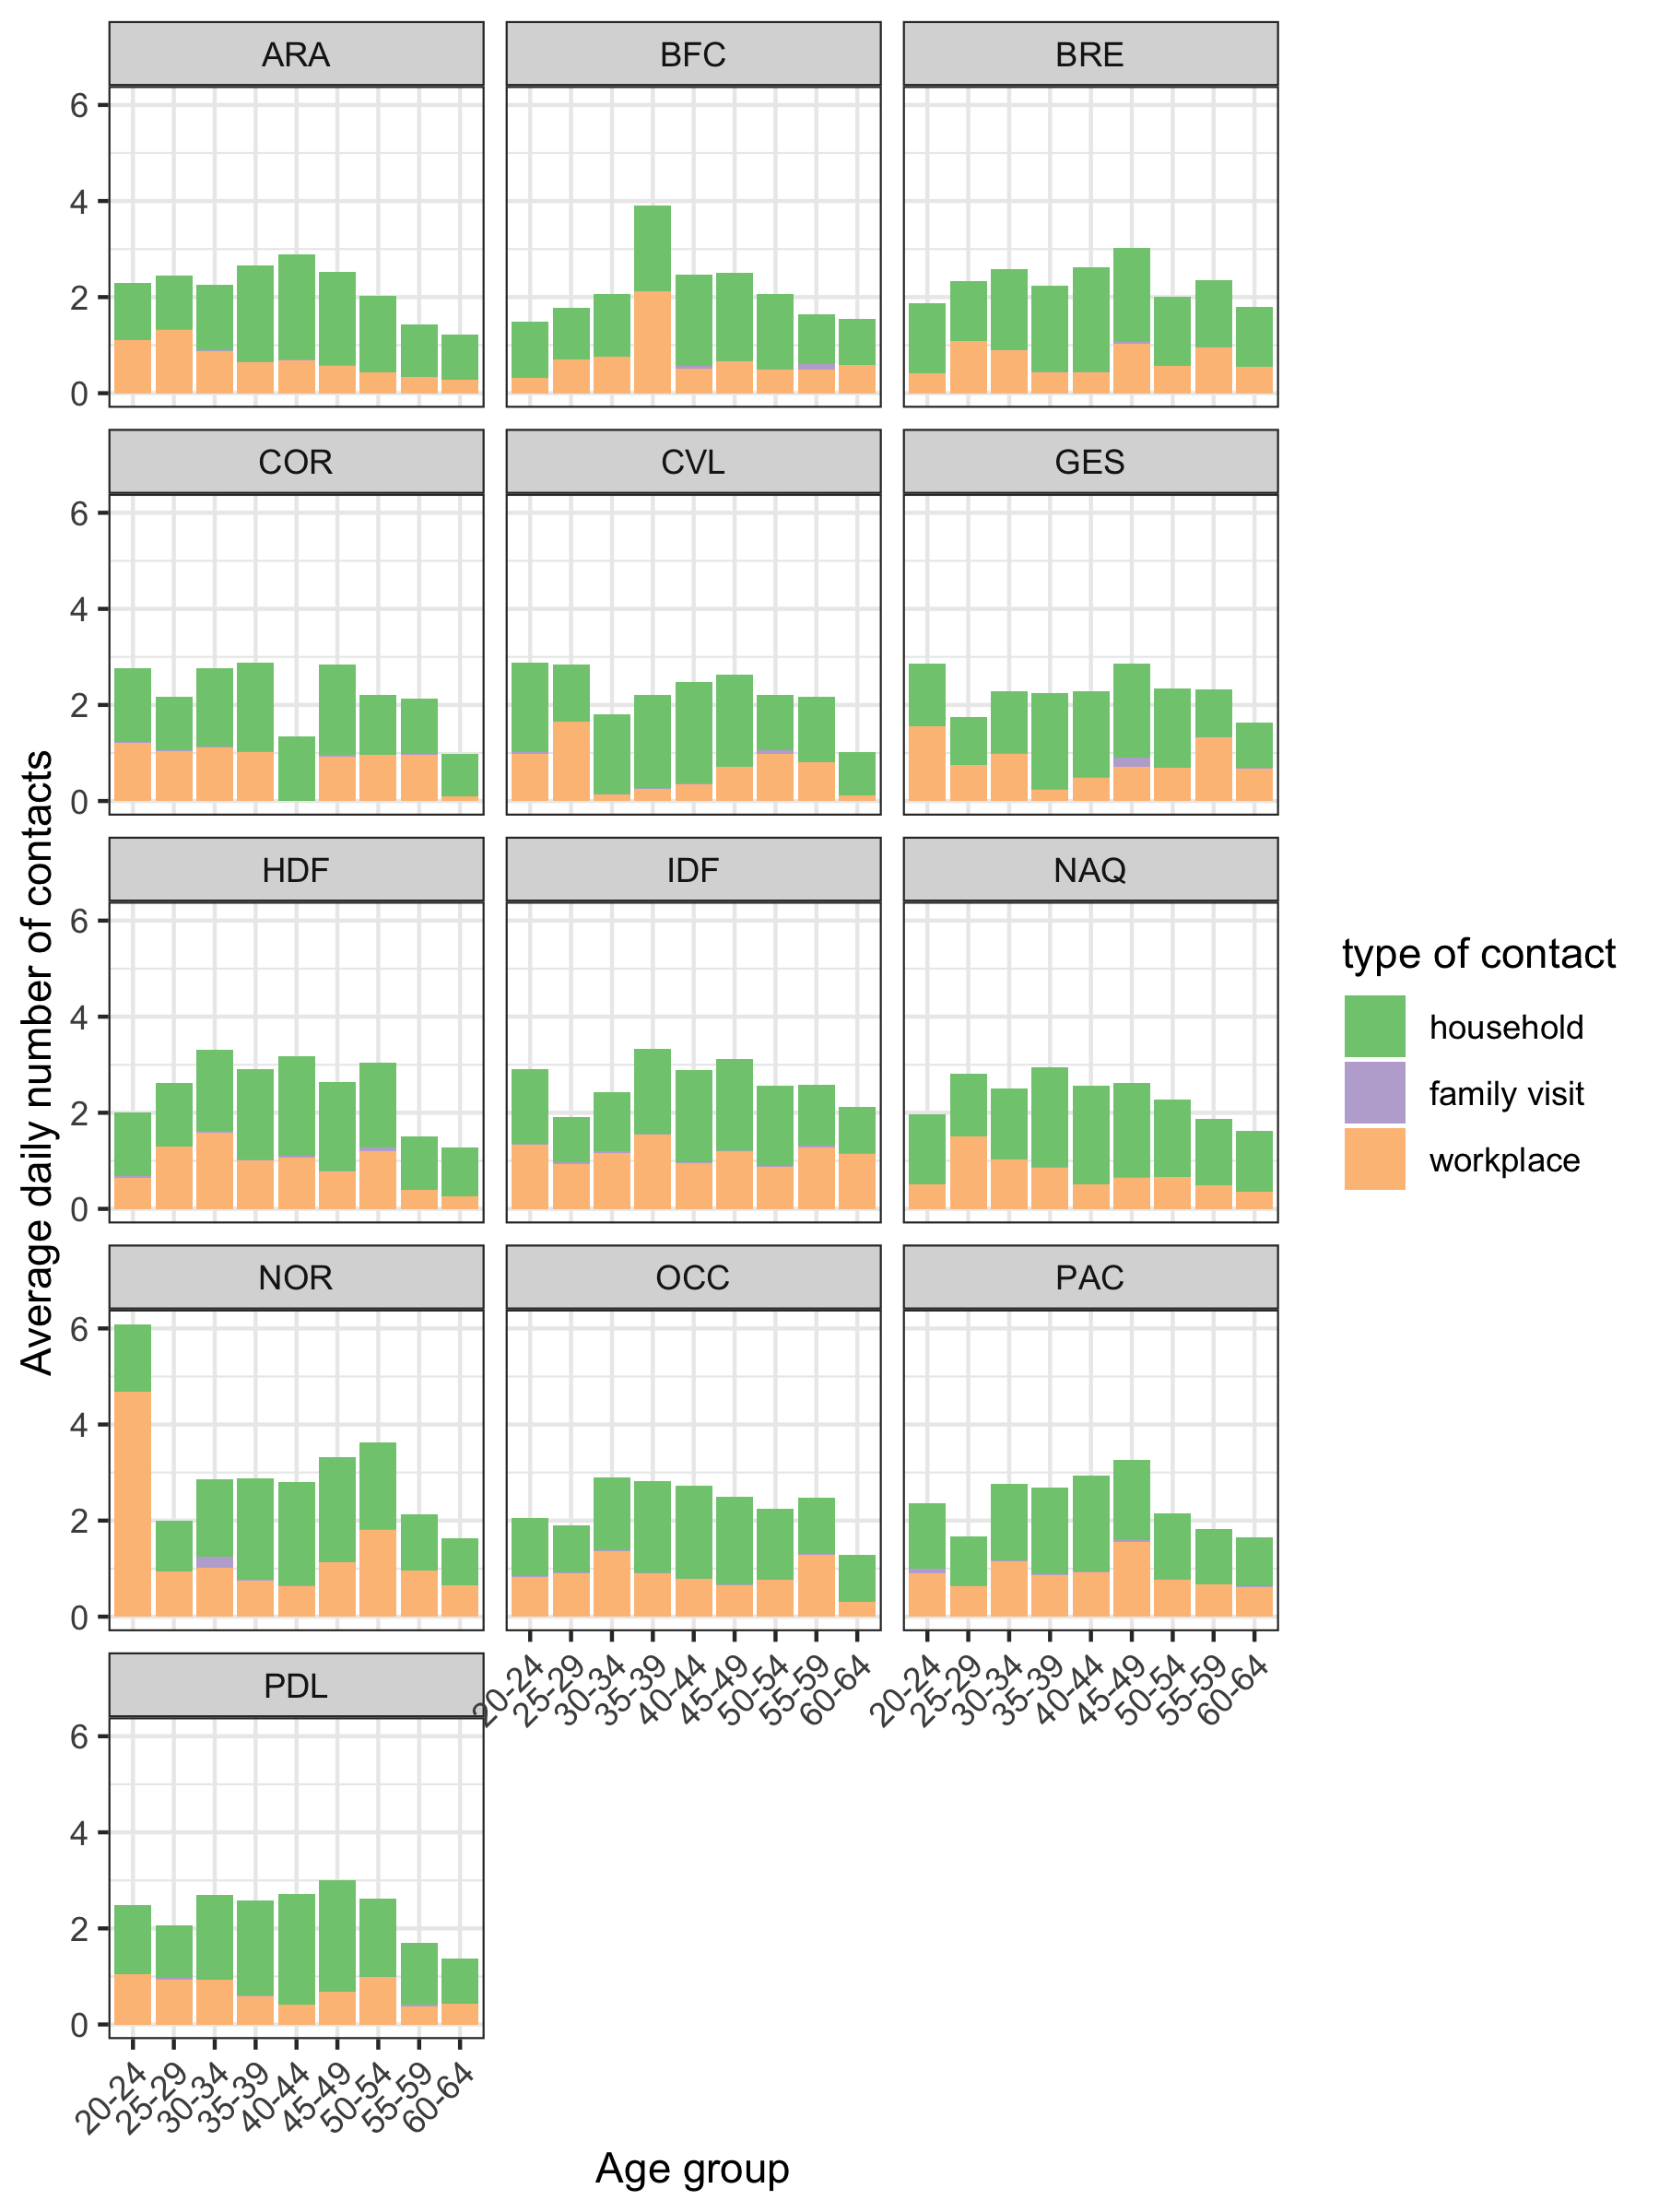 ARA
BFC
BRE
6
4
2
0
COR
CVL
GES
6
4
2
0
HDF
IDF
NAQ
6
4
2
0
NOR
OCC
PAC
6
4
2
0
20-24
25-29
30-34
35-39
40-44
45-49
50-54
55-59
60-64
20-24
25-29
30-34
35-39
40-44
45-49
50-54
55-59
60-64
PDL
6
4
2
0
20-24
25-29
30-34
35-39
40-44
45-49
50-54
55-59
60-64
Age group
Average daily number of contacts
type of contact
household
family visit
workplace